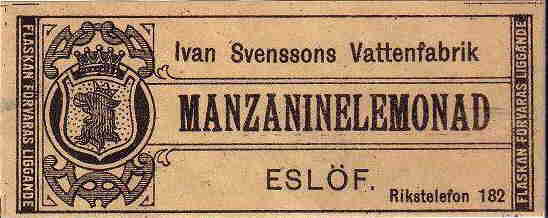 FLASKAN FÖRVARAS LIGGANDE
Ivan Svenssons Vattenfabrik
MANZANINELEMONAD
ESLÖF.
Rikstelefon 182
FLASKAN FÖRVARAS LIGGANDE